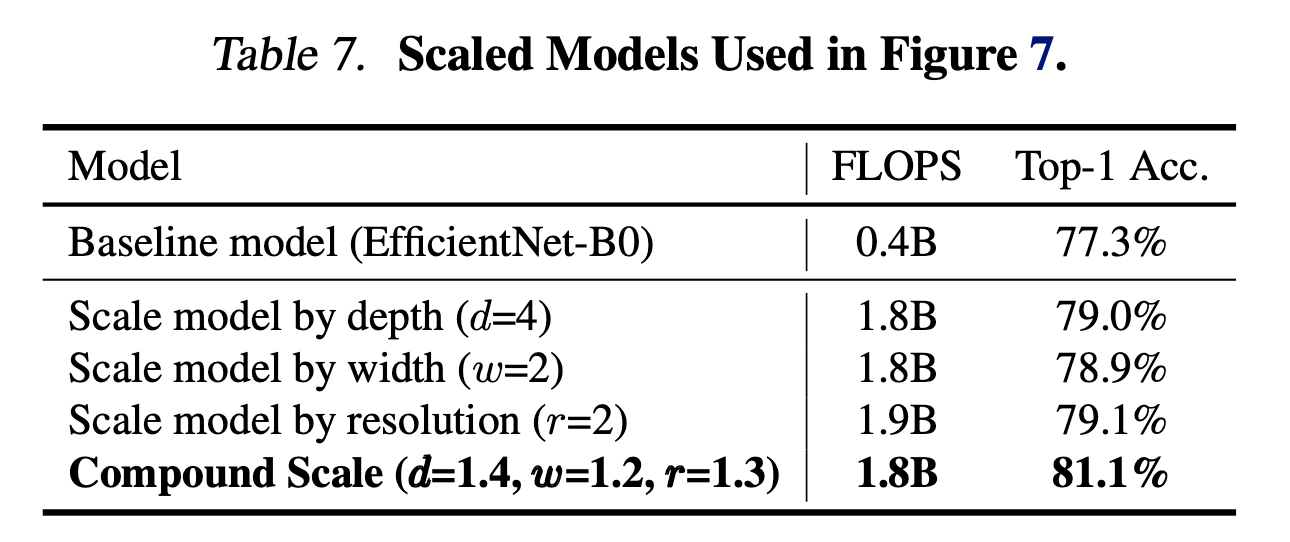 Table 7. Scaled Models Used in Figure 7.
Model FLOPS Top-1 Acc.
Baseline model (EfficientNet-B0) 0.4B 77.3%
Scale model by depth (d=4) 1.8B 79.0%
Scale model by width (w=2) 1.8B 78.9%
Scale model by resolution (r=2) 1.9B 79.1%
Compound Scale (d=1.4, w=1.2, r=1.3) 1.8B 81.1%